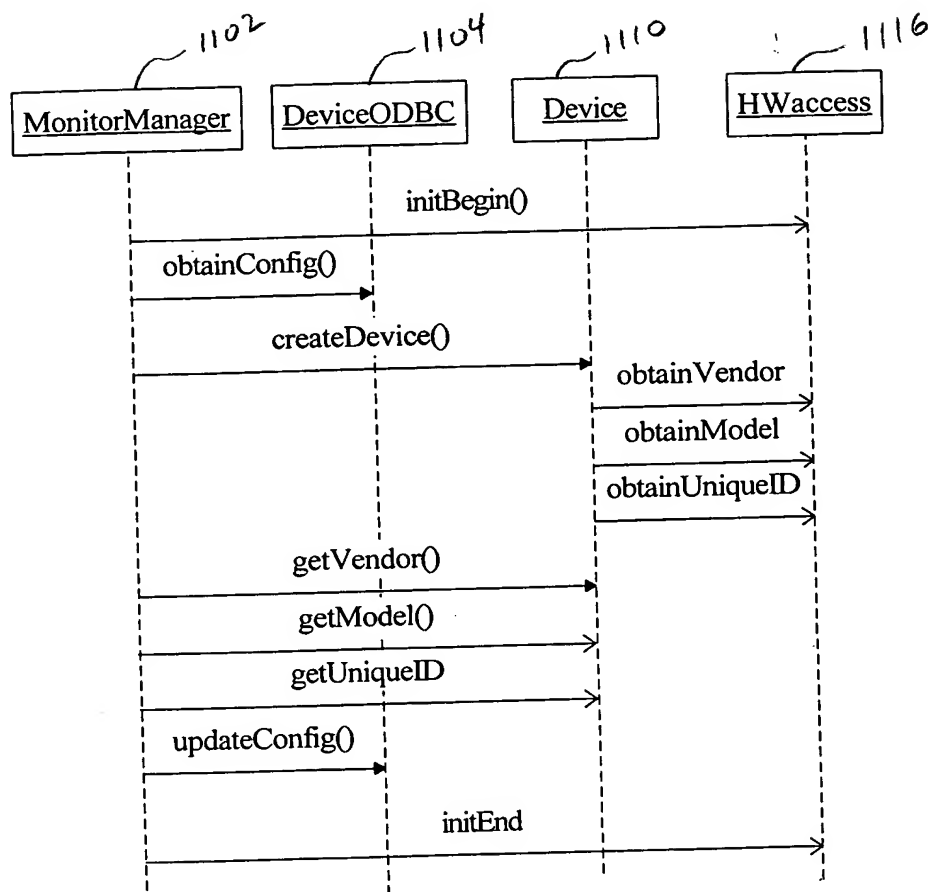 1102 1104 1110 1116
MonitorManager DeviceODBC Device HWaccess
initBegin()
obtainConfig()
createDevice()
obtainVendor
obtainModel
obtainUniqueID
getVendor()
getModel()
getUniqueID
updateConfig()
initEnd